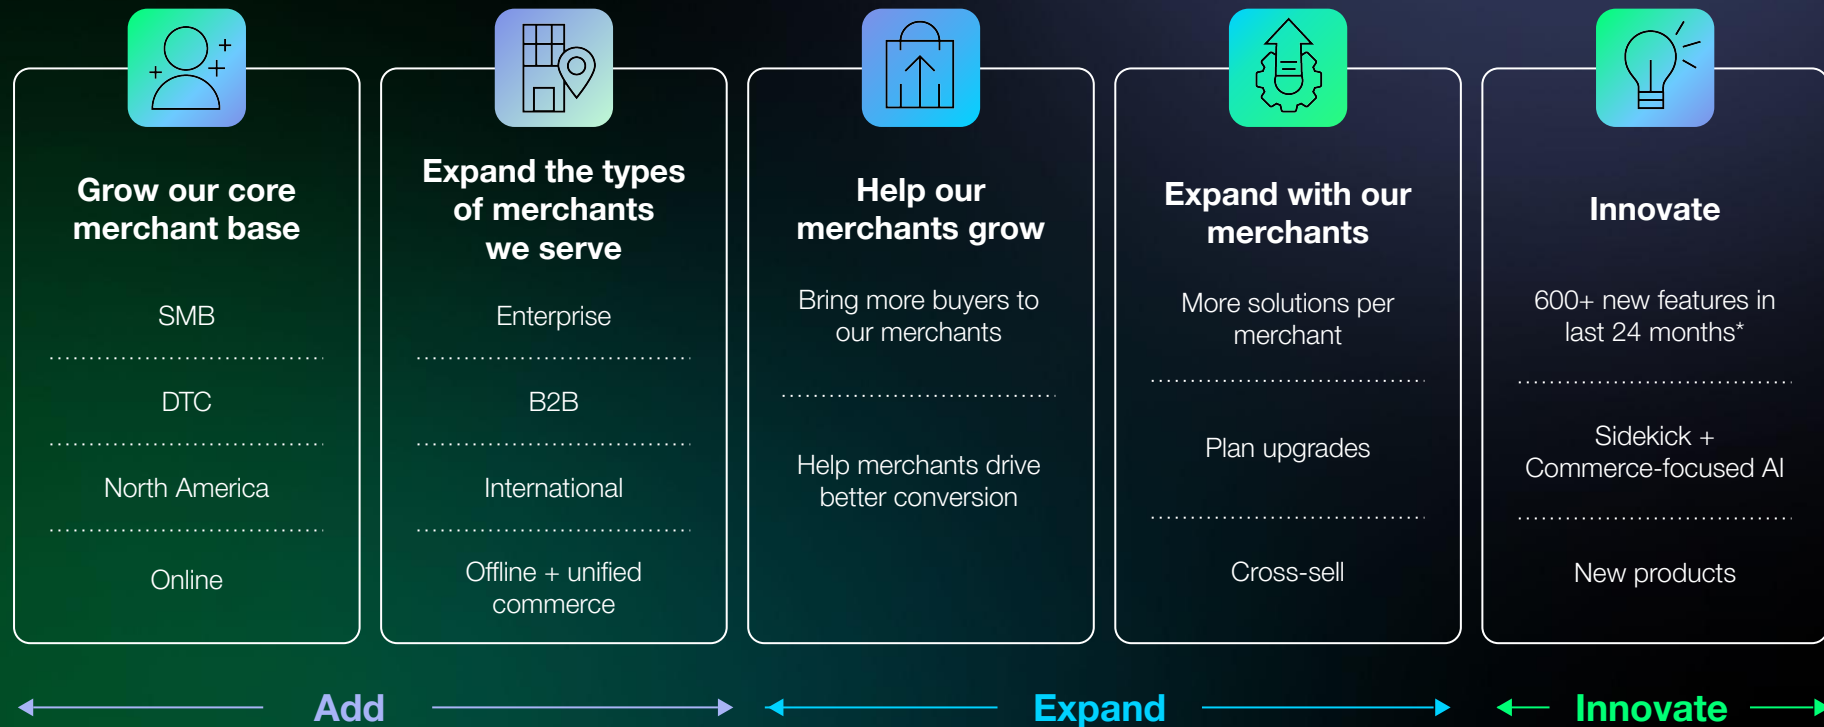 Grow our core
merchant base
SMB
DTC
North America
Online
Expand the types
of merchants
we serve
Enterprise
B2B
International
Offline + unified
commerce
Help our
merchants grow
Bring more buyers to
our merchants
Help merchants drive
better conversion
Expand with our
merchants
More solutions per
merchant
Plan upgrades
Cross-sell
Innovate
600+ new features in
last 24 months*
Sidekick +
Commerce-focused AI
New products
Add
Expand
Innovate